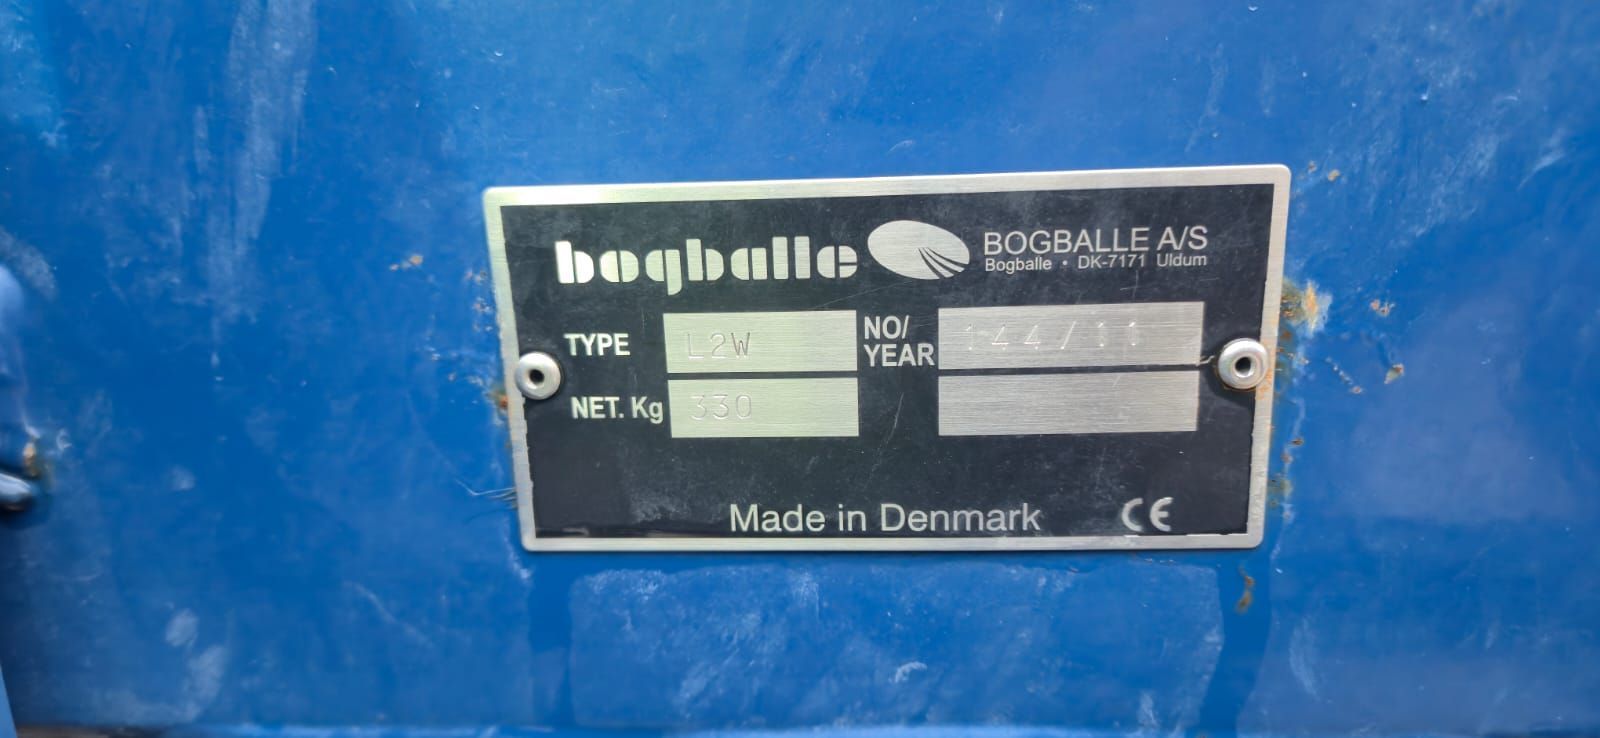 bogballe
BOGBALLE A/S
Bogballe • DK-7171 Uldum
TYPE L2W
NO/
YEAR 144/11
NET. Kg 330
Made in Denmark CE